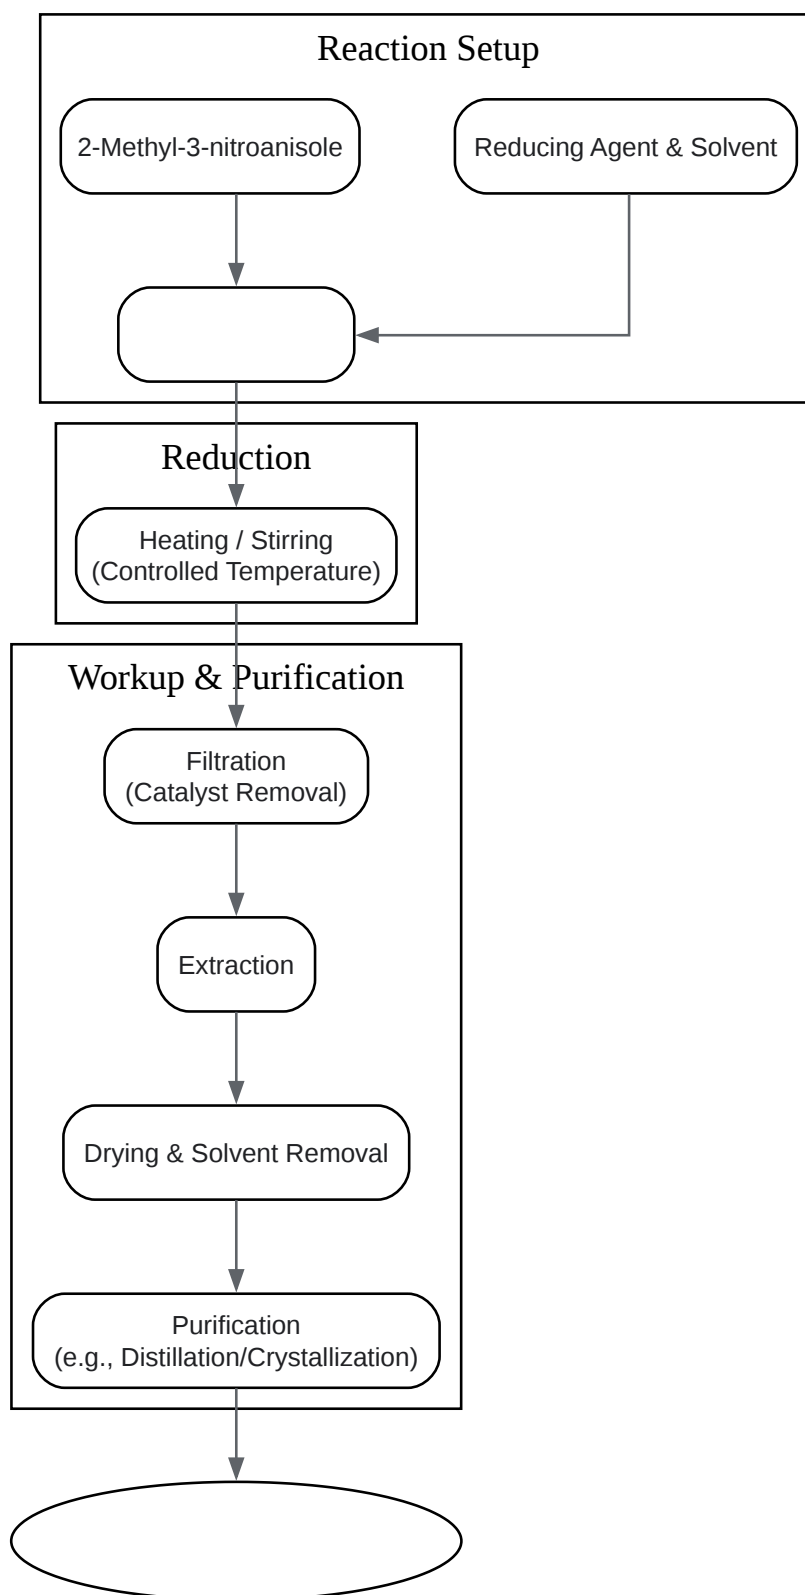 Reaction Setup
2-Methyl-3-nitroanisole
Reducing Agent & Solvent
Reduction
Heating / Stirring
(Controlled Temperature)
Workup & Purification
Filtration
(Catalyst Removal)
Extraction
Drying & Solvent Removal
Purification
(e.g., Distillation/Crystallization)